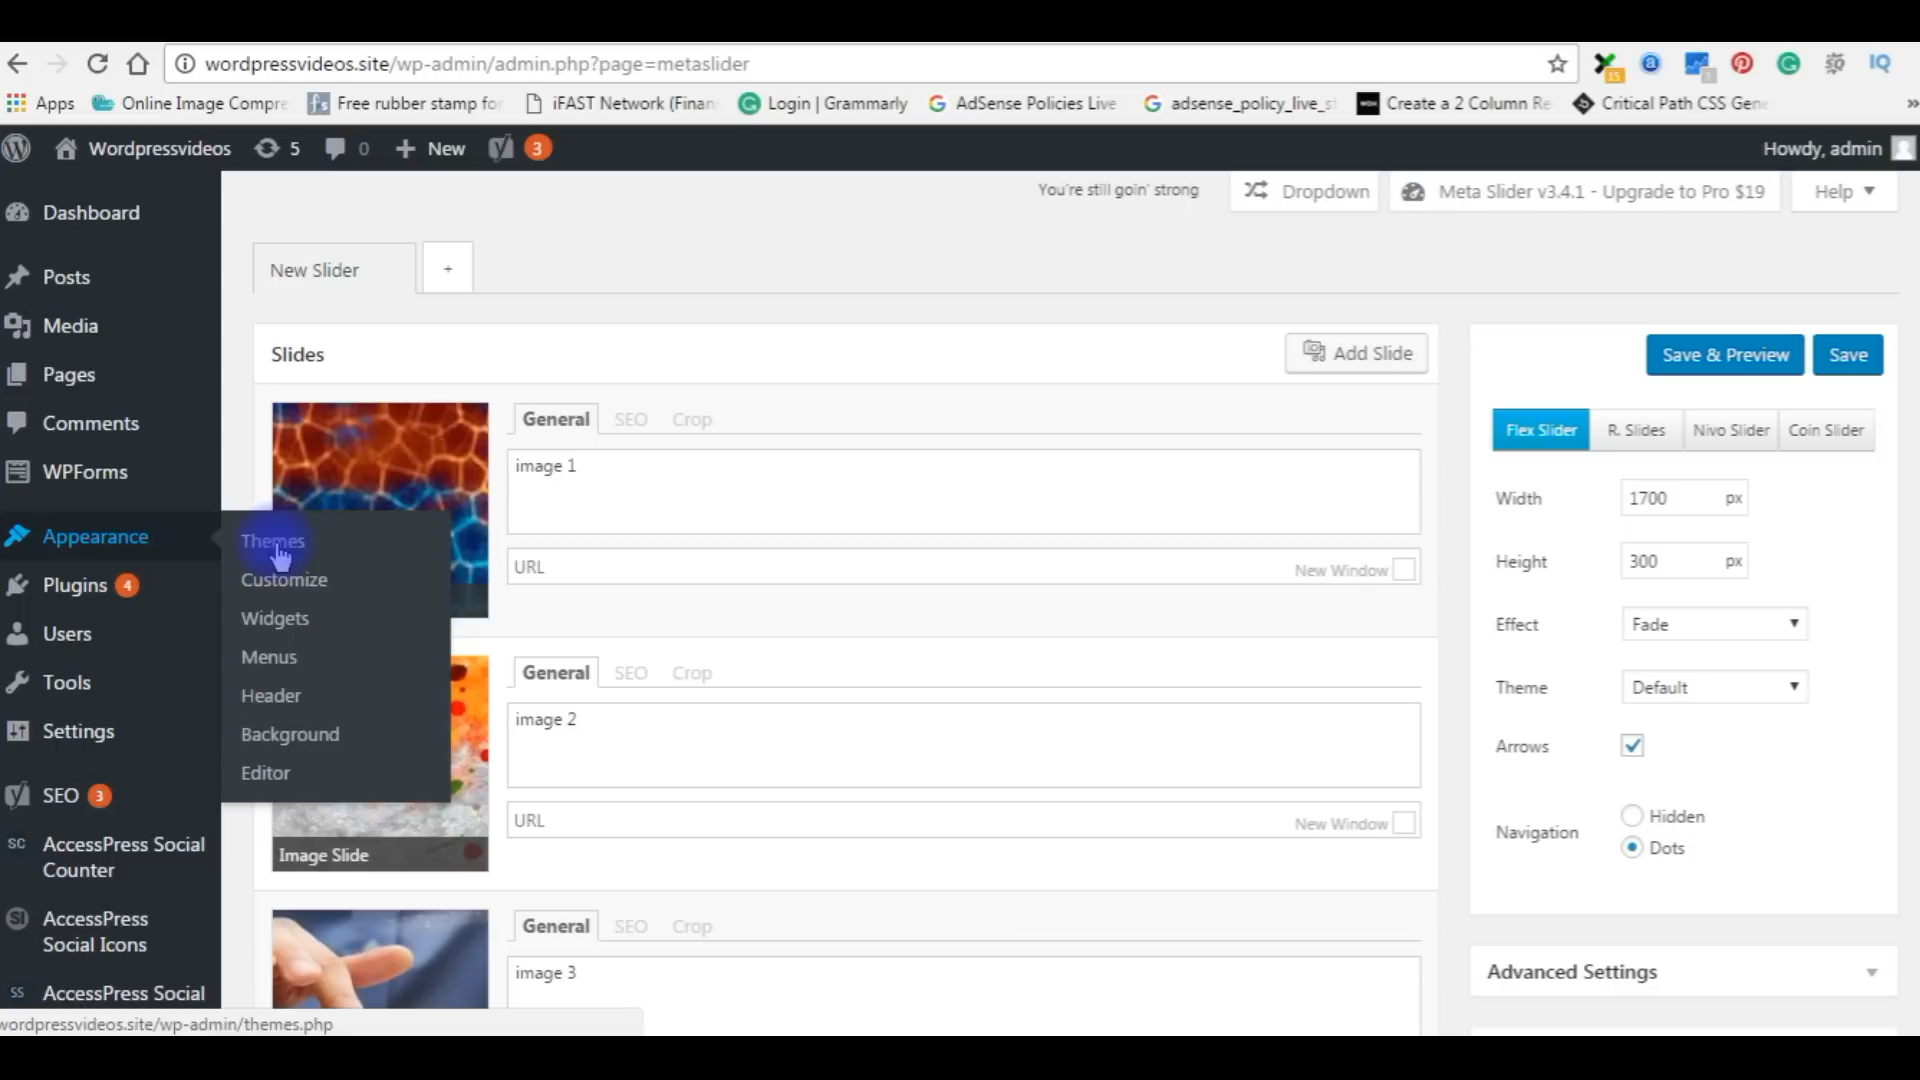 wordpressvideos.site/wp-admin/admin.php?page=metaslider
15
IQ
Apps
Online Image Compre
Free rubber stamp fo
iFAST Network (Finan
Login | Grammarly
AdSense Policies Live
adsense_policy_live_s
Create a 2 Column Re
Critical Path CSS Gene
»
Wordpressvideos
5
0
New
3
Howdy, admin
You're still goin' strong
Dropdown
Meta Slider v3.4.1 - Upgrade to Pro $19
Help
Dashboard
Posts
Media
Pages
Comments
WPForms
Appearance
Plugins 4
Users
Tools
Settings
SEO 3
SC AccessPress Social
Counter
SI AccessPress
Social Icons
SS AccessPress Social
Themes
Customize
Widgets
Menus
Header
Background
Editor
New Slider
+
Slides
Add Slide
General SEO Crop
image 1
URL
New Window
General SEO Crop
image 2
URL
New Window
Image Slide
General SEO Crop
image 3
Save & Preview
Save
Flex Slider
R. Slides
Nivo Slider
Coin Slider
Width 1700 px
Height 300 px
Effect Fade
Theme Default
Arrows
Navigation
Hidden
Dots
Advanced Settings
wordpressvideos.site/wp-admin/themes.php